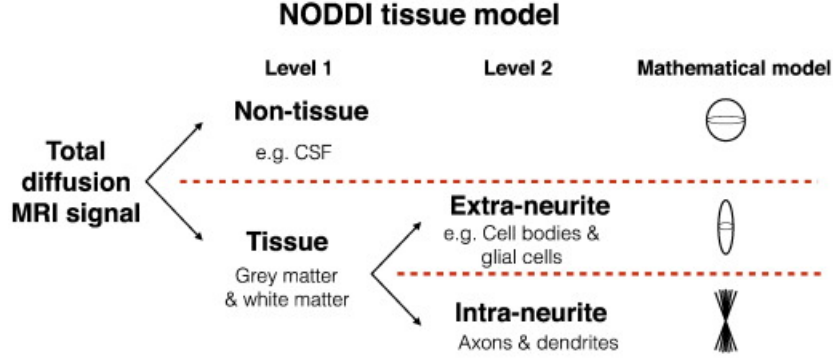 NODDI tissue model
Level 1
Level 2
Mathematical model
Non-tissue
e.g. CSF
Total
diffusion
MRI signal
Extra-neurite
e.g. Cell bodies &
glial cells
Tissue
Grey matter
& white matter
Intra-neurite
Axons & dendrites